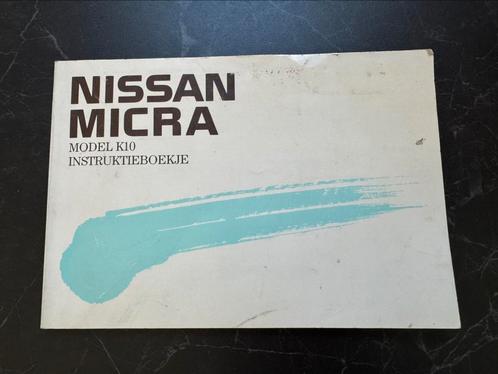 NISSAN
MICRA
MODEL K10
INSTRUKTIEBOEKJE